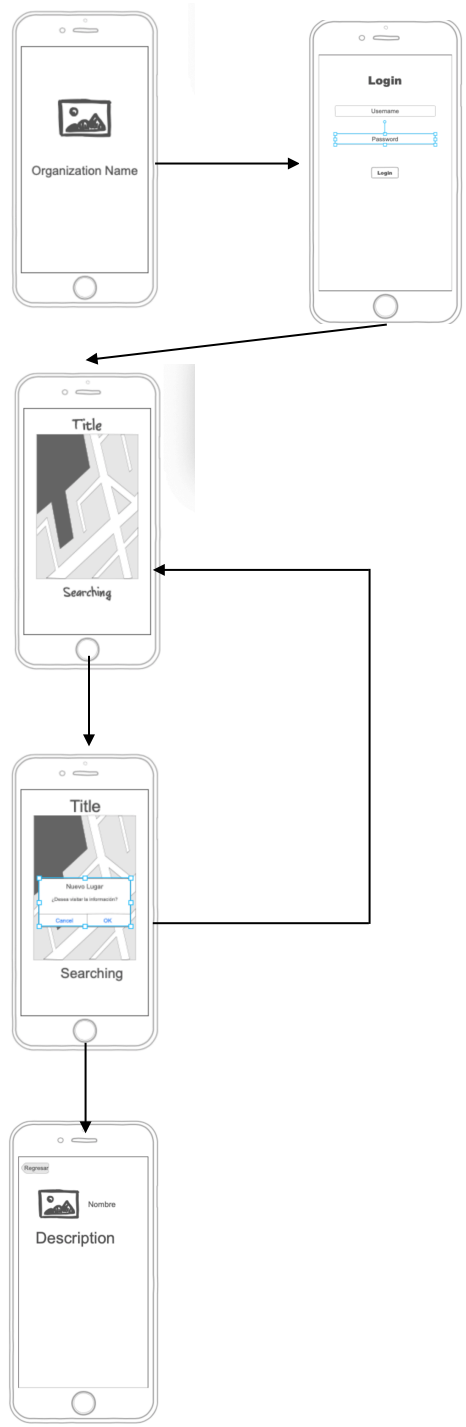 Organization Name
Login
Username
Password
Login
Title
Searching
Title
Nuevo Lugar
¿Desea visitar la información?
Cancel OK
Searching
Regresar
Nombre
Description